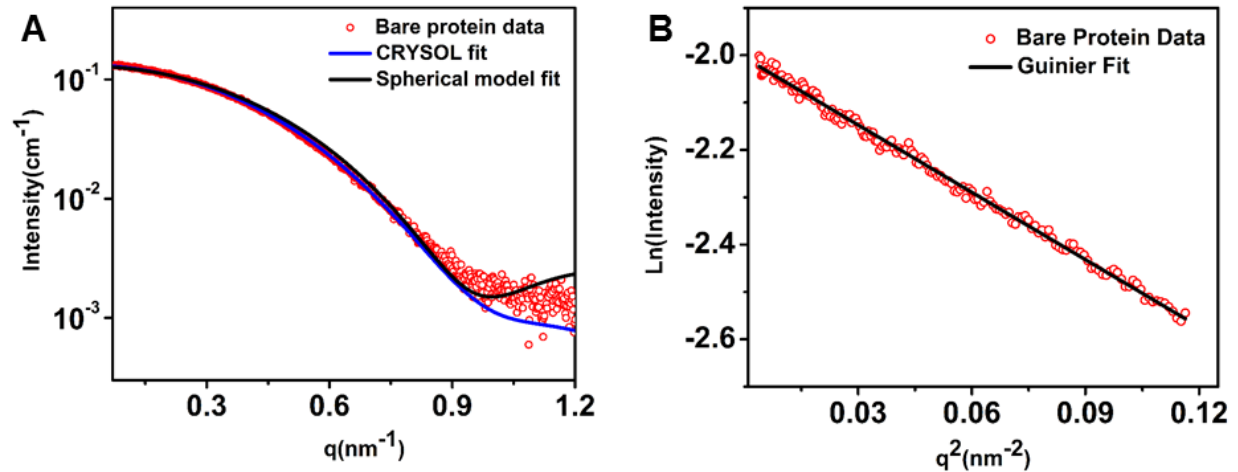 A
Bare protein data
CRYSOL fit
Spherical model fit
10⁻¹
10⁻²
10⁻³
Intensity(cm⁻¹)
0.3 0.6 0.9 1.2
q(nm⁻¹)
B
Bare Protein Data
Guinier Fit
-2.0
-2.2
-2.4
-2.6
Ln(Intensity)
0.03 0.06 0.09 0.12
q²(nm⁻²)